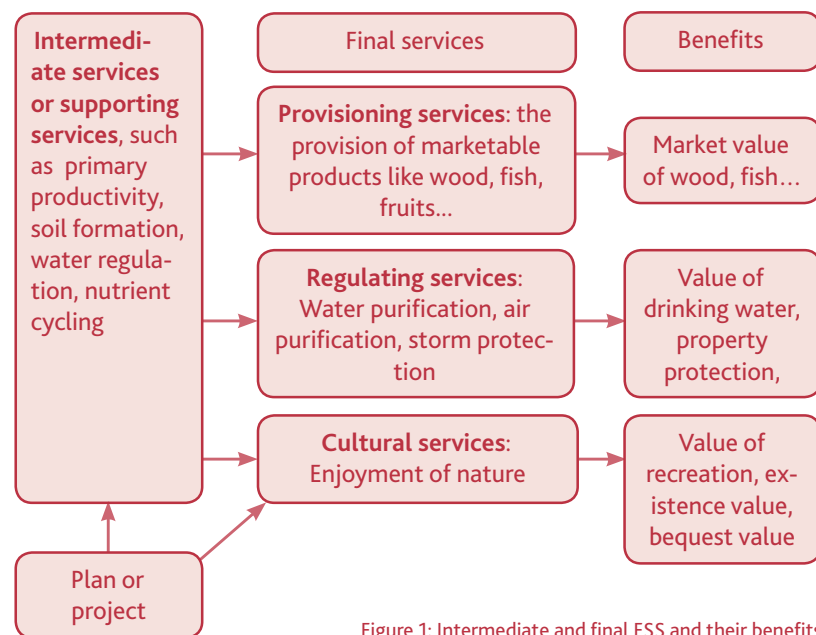 Intermedi-
ate services
or supporting
services, such
as primary
productivity,
soil formation,
water regula-
tion, nutrient
cycling
Final services
Benefits
Provisioning services: the
provision of marketable
products like wood, fish,
fruits...
Market value
of wood, fish...
Regulating services:
Water purification, air
purification, storm protec-
tion
Value of
drinking water,
property
protection,
Cultural services:
Enjoyment of nature
Value of
recreation, ex-
istence value,
bequest value
Plan or
project
Figure 1: Intermediate and final ESS and their benefits